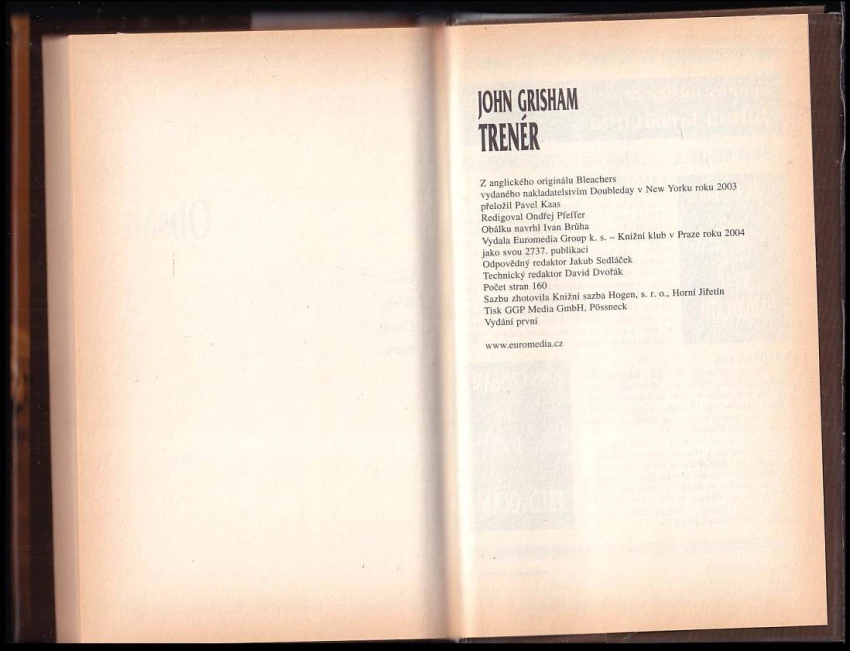 JOHN GRISHAM
TRENÉR
Z anglického originálu Bleachers
vydaného nakladatelstvím Doubleday v New Yorku roku 2003
přeložil Pavel Kaas
Redigoval Ondřej Pfeffer
Obálku navrhl Ivan Brůha
Vydala Euromedia Group k. s. – Knižní klub v Praze roku 2004
jako svou 2737. publikaci
Odpovědný redaktor Jakub Sedláček
Technický redaktor David Dvořák
Počet stran 160
Sazbu zhotovila Knižní sazba Hogen, s. r. o., Horní Jiřetín
Tisk GGP Media GmbH, Pössneck
Vydání první
www.euromedia.cz